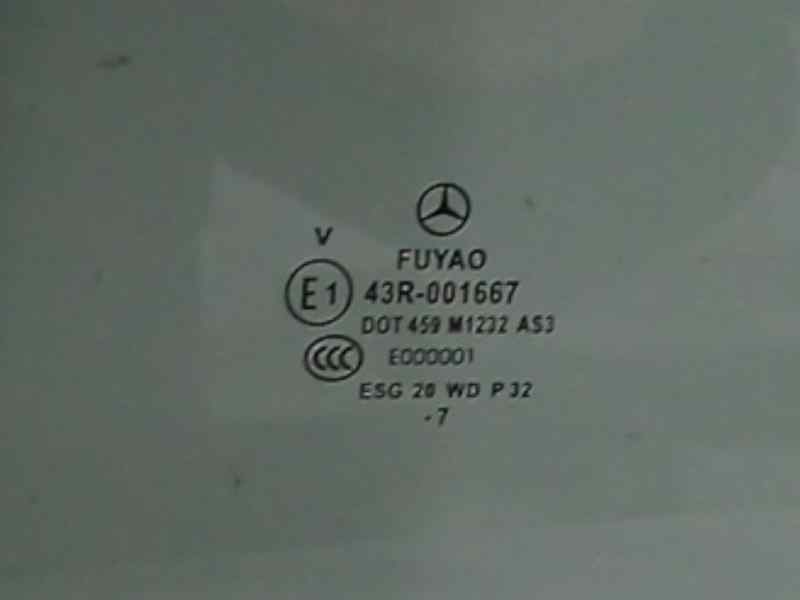 V
FUYAO
E1 43R-001667
DOT 459 M1232 AS3
CCC E000001
ESG 20 WD P 32
.7